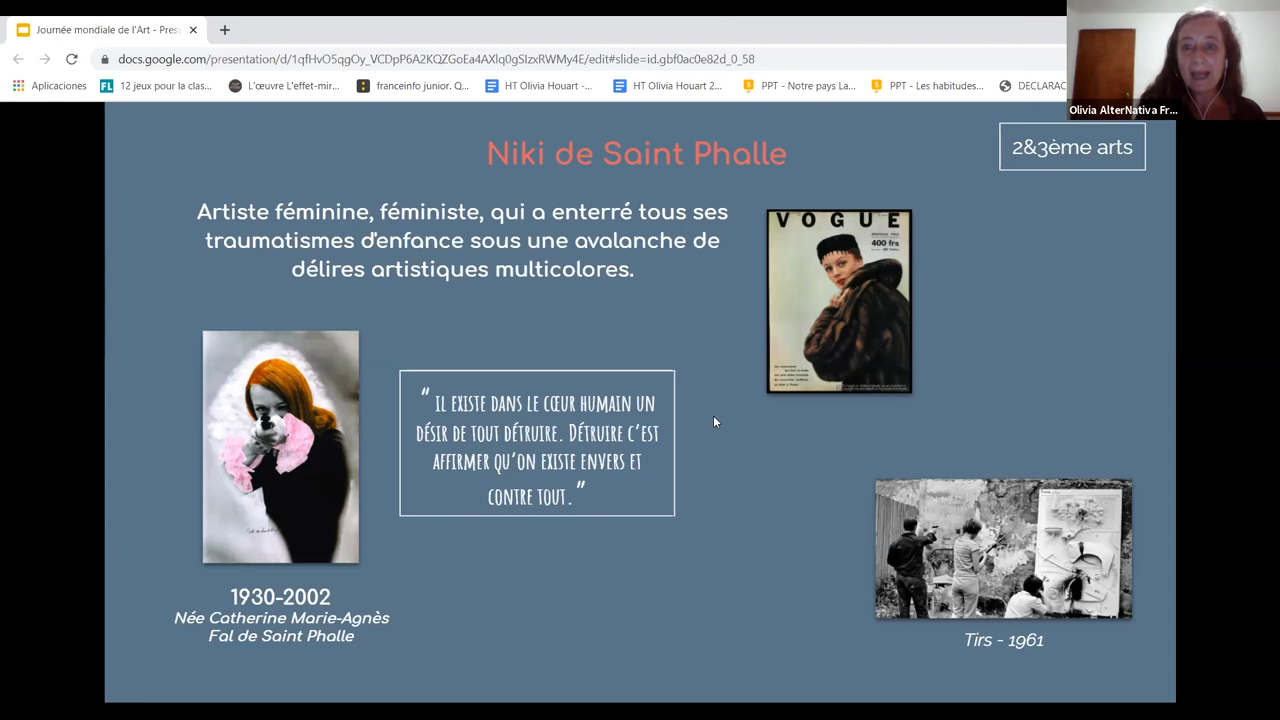 Journée mondiale de l'Art - Pres
docs.google.com/presentation/d/1qfHvO5qgOy_VCDpP6A2KQZGoEa4AXlq0gSIzxRWMy4E/edit#slide=id.gbf0ac0e82d_0_58
Aplicaciones
12 jeux pour la clas...
L'œuvre L'effet-mir...
franceinfo junior. Q...
HT Olivia Houart -...
HT Olivia Houart 2...
PPT - Notre pays La...
PPT - Les habitudes...
DECLARAC
Olivia AlterNativa Fr...
Niki de Saint Phalle
2&3ème arts
Artiste féminine, féministe, qui a enterré tous ses
traumatismes d'enfance sous une avalanche de
délires artistiques multicolores.
VOGUE
400 frs
“ Il existe dans le cœur humain un
désir de tout détruire. Détruire c’est
affirmer qu’on existe envers et
contre tout. ”
1930-2002
Née Catherine Marie-Agnès
Fal de Saint Phalle
Tirs - 1961